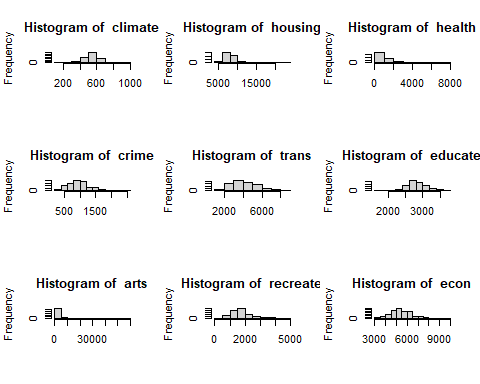 Histogram of climate
Frequency
0
200 600 1000
Histogram of housing
Frequency
0
5000 15000
Histogram of health
Frequency
0
0 4000 8000
Histogram of crime
Frequency
0
500 1500
Histogram of trans
Frequency
0
2000 6000
Histogram of educate
Frequency
0
2000 3000
Histogram of arts
Frequency
0
0 30000
Histogram of recreate
Frequency
0
0 2000 5000
Histogram of econ
Frequency
0
3000 6000 9000